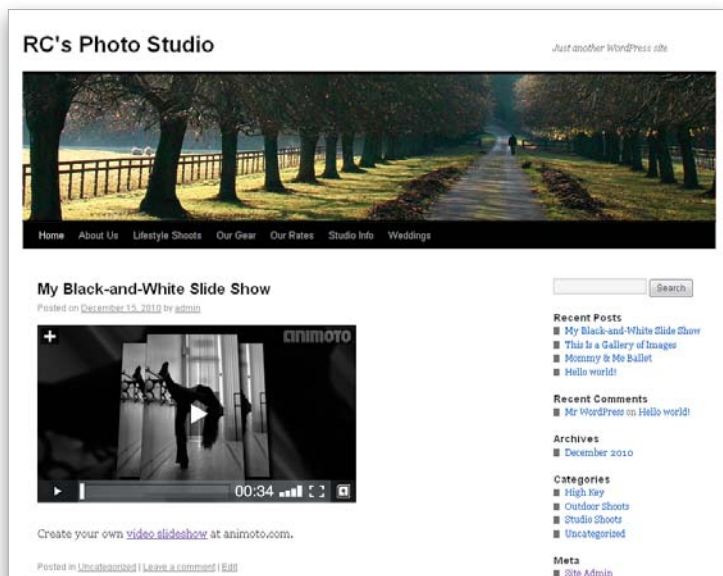 RC's Photo Studio
Just another WordPress site
Home About Us Lifestyle Shoots Our Gear Our Rates Studio Info Weddings
My Black-and-White Slide Show
Posted on December 15, 2010 by admin
ANIMOTO
00:34
Create your own video slideshow at animoto.com.
Posted in Uncategorized | Leave a comment | Edit
Search
Recent Posts
My Black-and-White Slide Show
This Is a Gallery of Images
Mommy & Me Ballet
Hello world!
Recent Comments
Mr WordPress on Hello world!
Archives
December 2010
Categories
High Key
Outdoor Shoots
Studio Shoots
Uncategorized
Meta
Site Admin